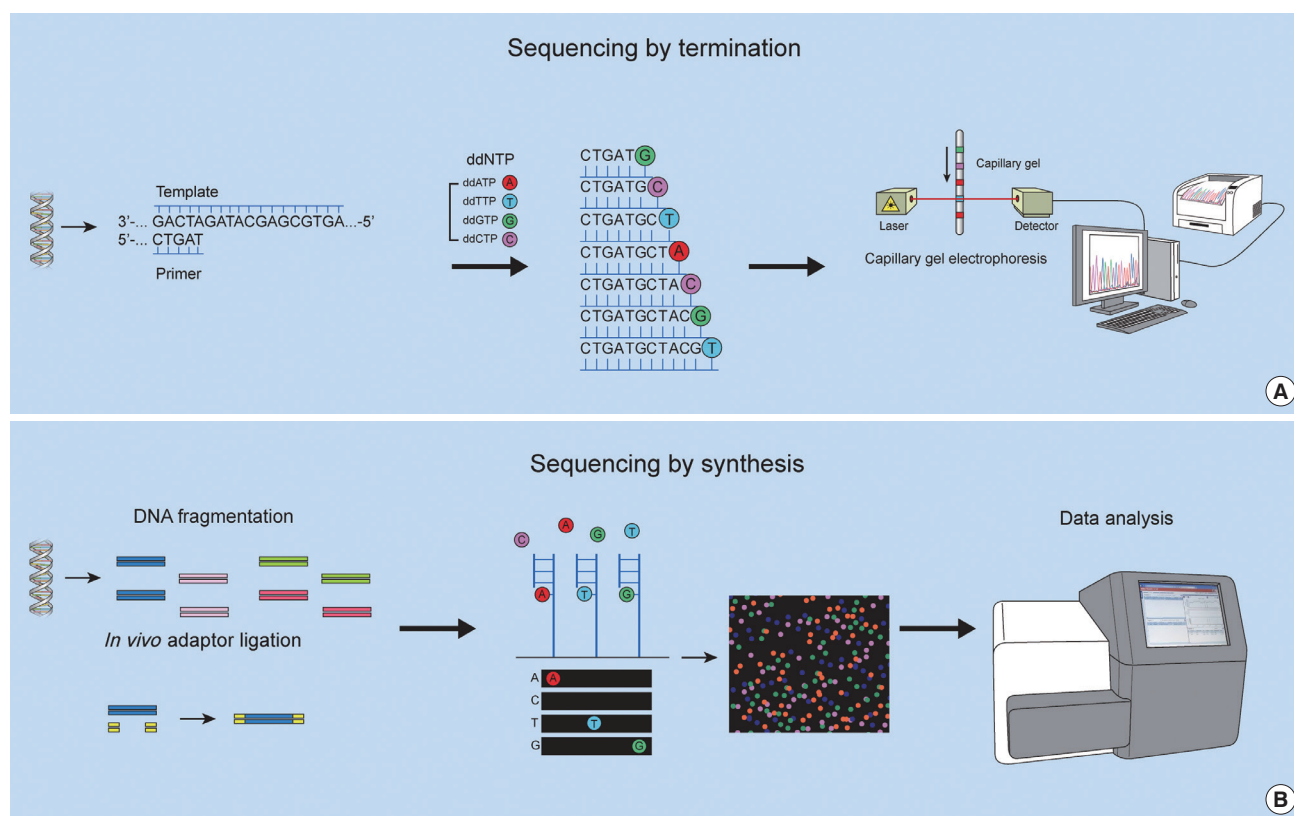 Sequencing by termination
Template
3’-... GACTAGATACGAGCGTGA...-5’
5’-... CTGAT
Primer
ddNTP
ddATP A
ddTTP T
ddGTP G
ddCTP C
CTGATG
CTGATGC
CTGATGCT
CTGATGCTA
CTGATGCTAC
CTGATGCTACG
CTGATGCTACGT
Capillary gel
Laser
Detector
Capillary gel electrophoresis
A
Sequencing by synthesis
DNA fragmentation
In vivo adaptor ligation
C A G T
A T G
A A
C
T T
G G
Data analysis
B